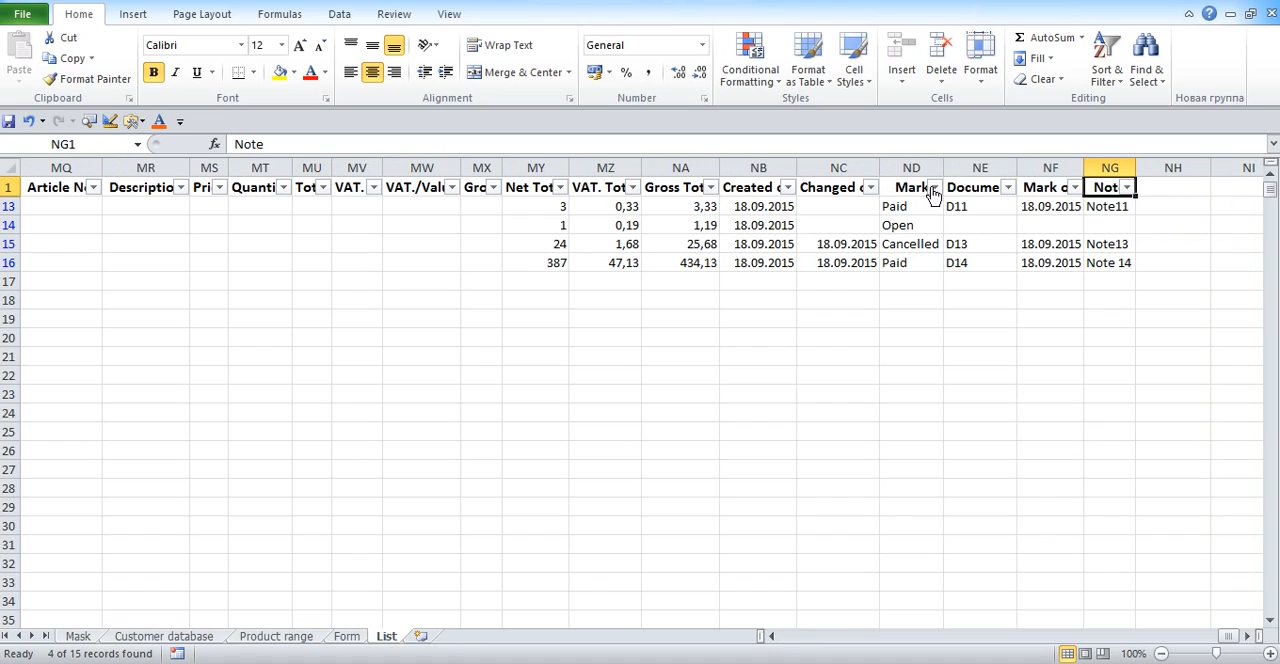 File Home Insert Page Layout Formulas Data Review View
Cut Calibri 12 Wrap Text General AutoSum
Copy Fill
Paste Format Painter Merge & Center Conditional Formatting Format as Table Cell Styles Insert Delete Format Clear Sort & Filter Find & Select
Clipboard Font Alignment Number Styles Cells Editing Новая группа
NG1 fx Note
MQ MR MS MT MU MV MW MX MY MZ NA NB NC ND NE NF NG NH NI
1 Article N Descriptio Pri Quanti Tot VAT. VAT./Valu Gro Net Tot VAT. Tot Gross Tot Created o Changed o Mark Docume Mark o Not
13 3 0,33 3,33 18.09.2015 Paid D11 18.09.2015 Note11
14 1 0,19 1,19 18.09.2015 Open
15 24 1,68 25,68 18.09.2015 18.09.2015 Cancelled D13 18.09.2015 Note13
16 387 47,13 434,13 18.09.2015 18.09.2015 Paid D14 18.09.2015 Note 14
17
18
19
20
21
22
23
24
25
26
27
28
29
30
31
32
33
34
35
Mask Customer database Product range Form List
Ready 4 of 15 records found 100%